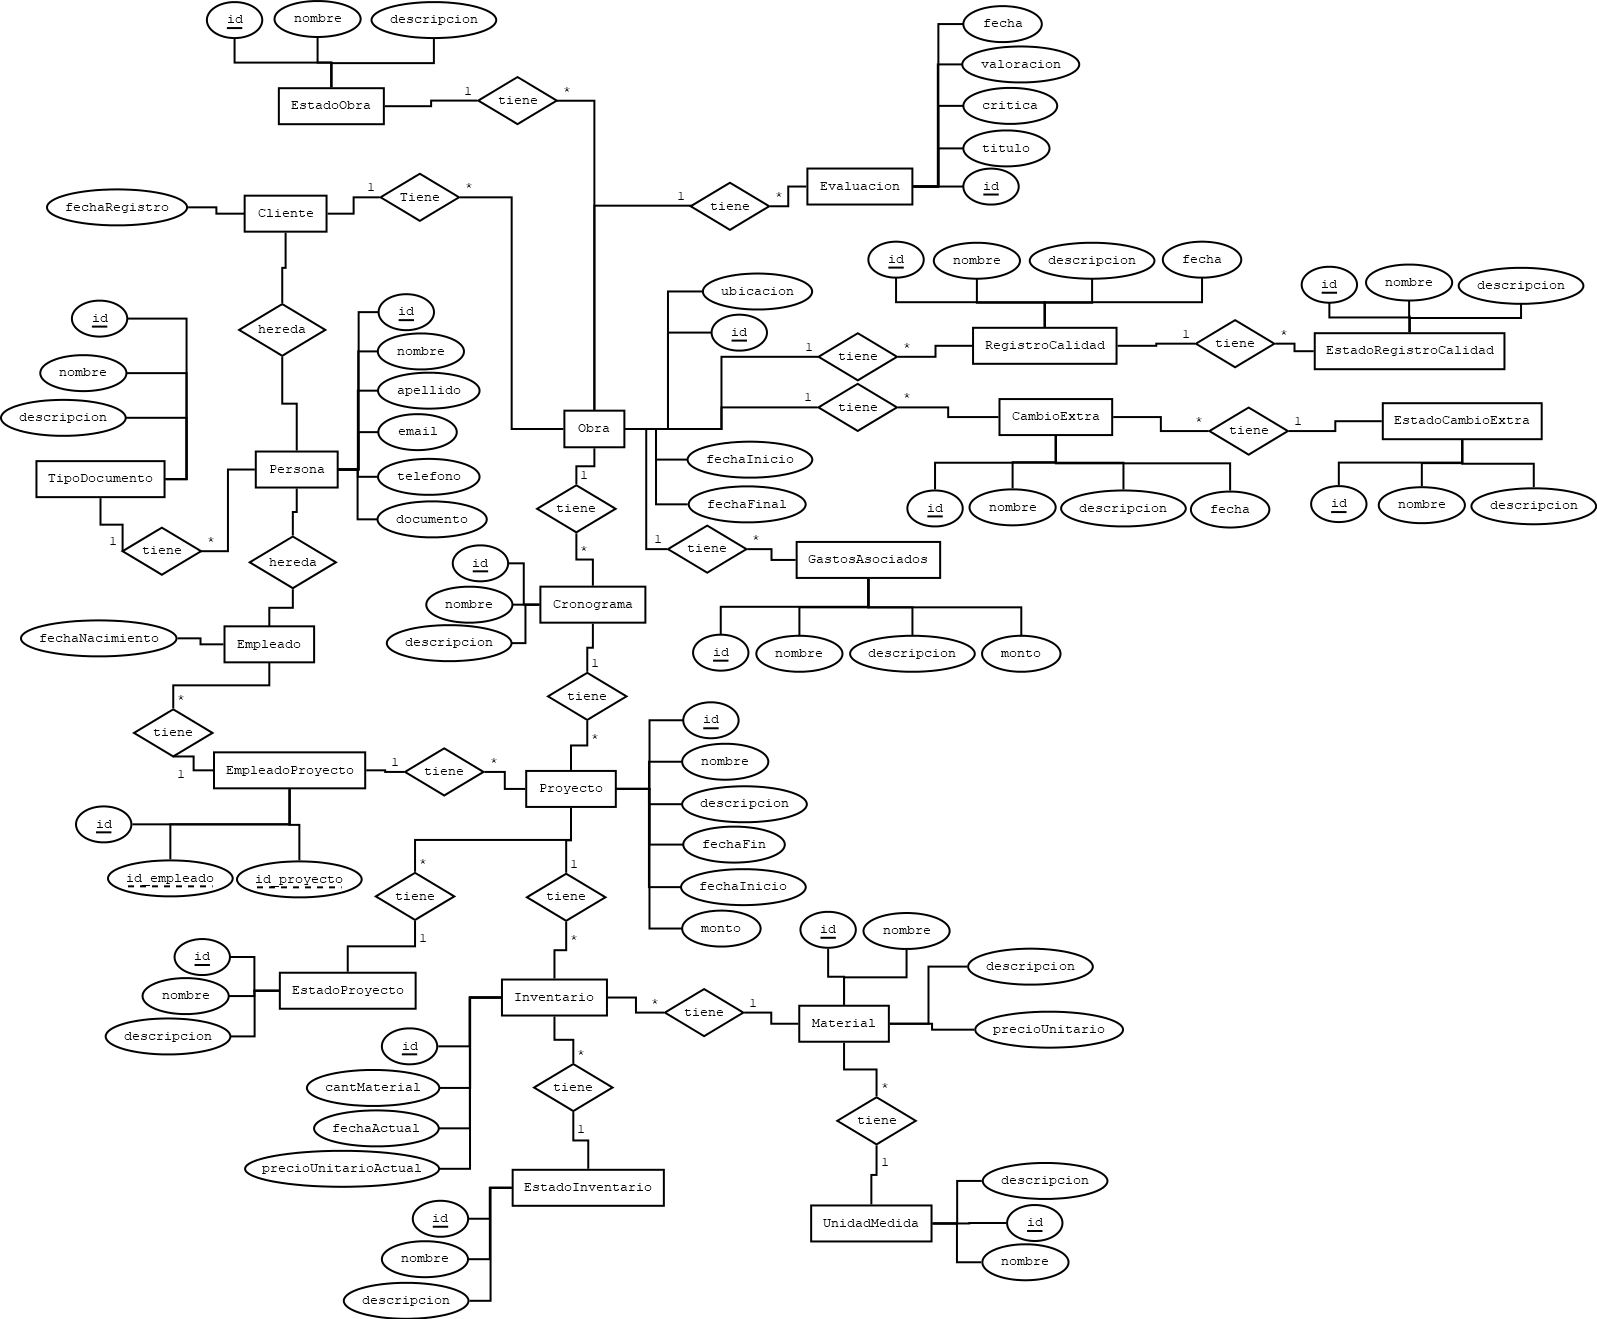 id
nombre
descripcion
EstadoObra
1
tiene
*
fecha
valoracion
critica
titulo
id
Evaluacion
1
tiene
*
fechaRegistro
Cliente
1
Tiene
*
hereda
id
nombre
descripcion
TipoDocumento
1
tiene
*
Persona
id
nombre
apellido
email
telefono
documento
hereda
fechaNacimiento
Empleado
*
tiene
1
ubicacion
id
Obra
fechaInicio
fechaFinal
1
tiene
*
id
nombre
descripcion
fecha
RegistroCalidad
1
tiene
*
id
nombre
descripcion
EstadoRegistroCalidad
1
tiene
*
CambioExtra
id
nombre
descripcion
fecha
*
tiene
1
EstadoCambioExtra
id
nombre
descripcion
1
tiene
*
GastosAsociados
id
nombre
descripcion
monto
1
tiene
*
id
nombre
descripcion
Cronograma
1
tiene
*
EmpleadoProyecto
id
id_empleado
id_proyecto
1
tiene
*
Proyecto
id
nombre
descripcion
fechaFin
fechaInicio
monto
*
tiene
1
id
nombre
descripcion
EstadoProyecto
1
tiene
*
Inventario
id
cantMaterial
fechaActual
precioUnitarioActual
*
tiene
1
EstadoInventario
id
nombre
descripcion
*
tiene
1
id
nombre
descripcion
precioUnitario
Material
*
tiene
1
UnidadMedida
descripcion
id
nombre